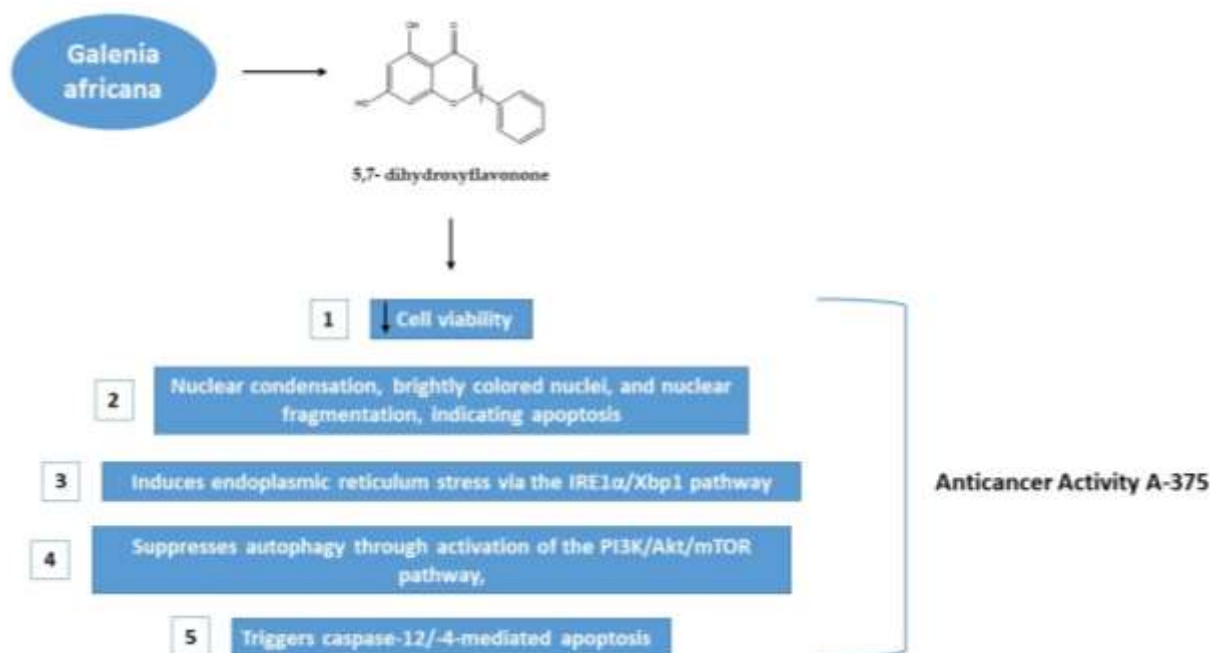 Galenia
africana
OH
O
HO
O
5,7- dihydroxyflavonone
1
Cell viability
2
Nuclear condensation, brightly colored nuclei, and nuclear
fragmentation, indicating apoptosis
3
Induces endoplasmic reticulum stress via the IRE1α/Xbp1 pathway
4
Suppresses autophagy through activation of the PI3K/Akt/mTOR
pathway,
5
Triggers caspase-12/-4-mediated apoptosis
Anticancer Activity A-375